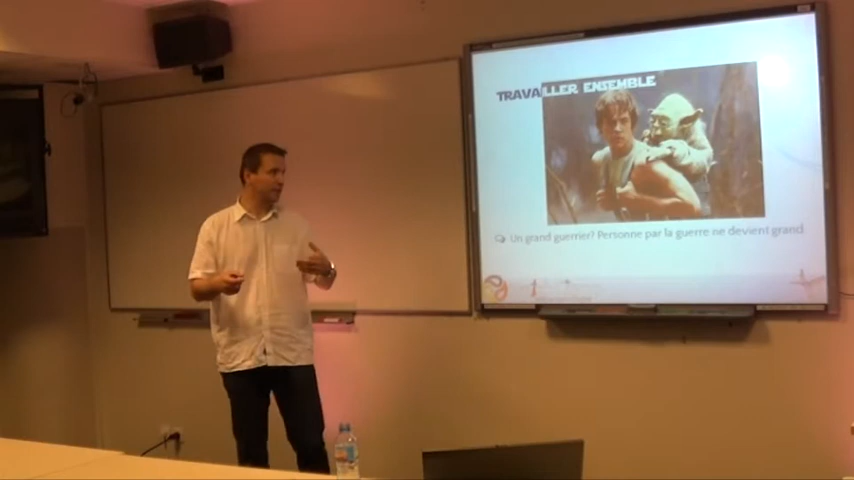 TRAVAILLER ENSEMBLE
Un grand guerrier? Personne par la guerre ne devient grand